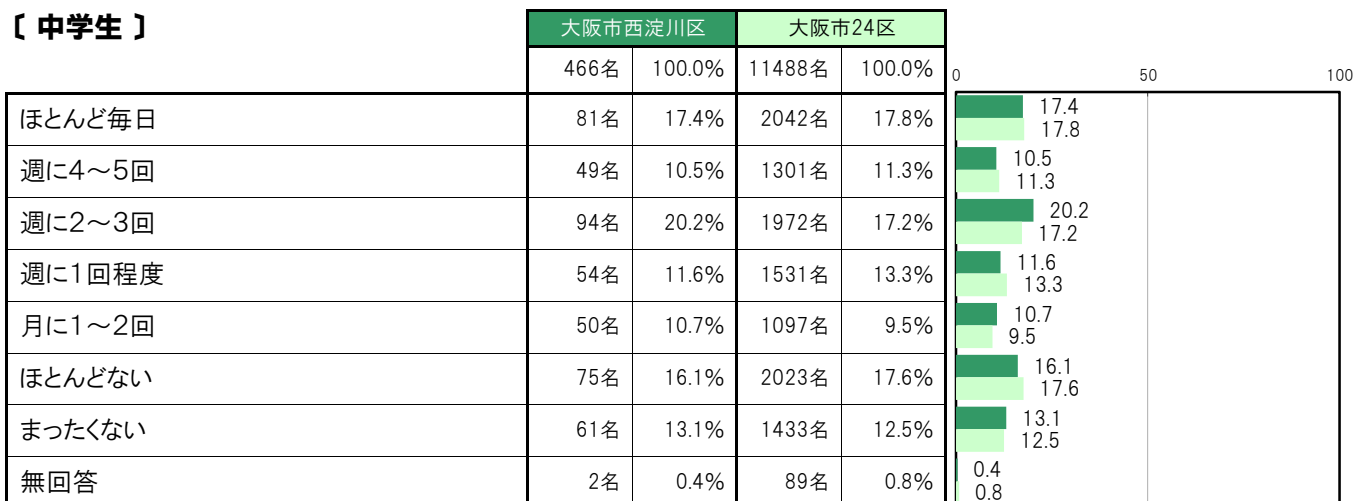 〔 中学生 〕
大阪市西淀川区 大阪市24区
466名 100.0% 11488名 100.0%
0 50 100
ほとんど毎日 81名 17.4% 2042名 17.8% 17.4
17.8
週に4～5回 49名 10.5% 1301名 11.3% 10.5
11.3
週に2～3回 94名 20.2% 1972名 17.2% 20.2
17.2
週に1回程度 54名 11.6% 1531名 13.3% 11.6
13.3
月に1～2回 50名 10.7% 1097名 9.5% 10.7
9.5
ほとんどない 75名 16.1% 2023名 17.6% 16.1
17.6
まったくない 61名 13.1% 1433名 12.5% 13.1
12.5
無回答 2名 0.4% 89名 0.8% 0.4
0.8